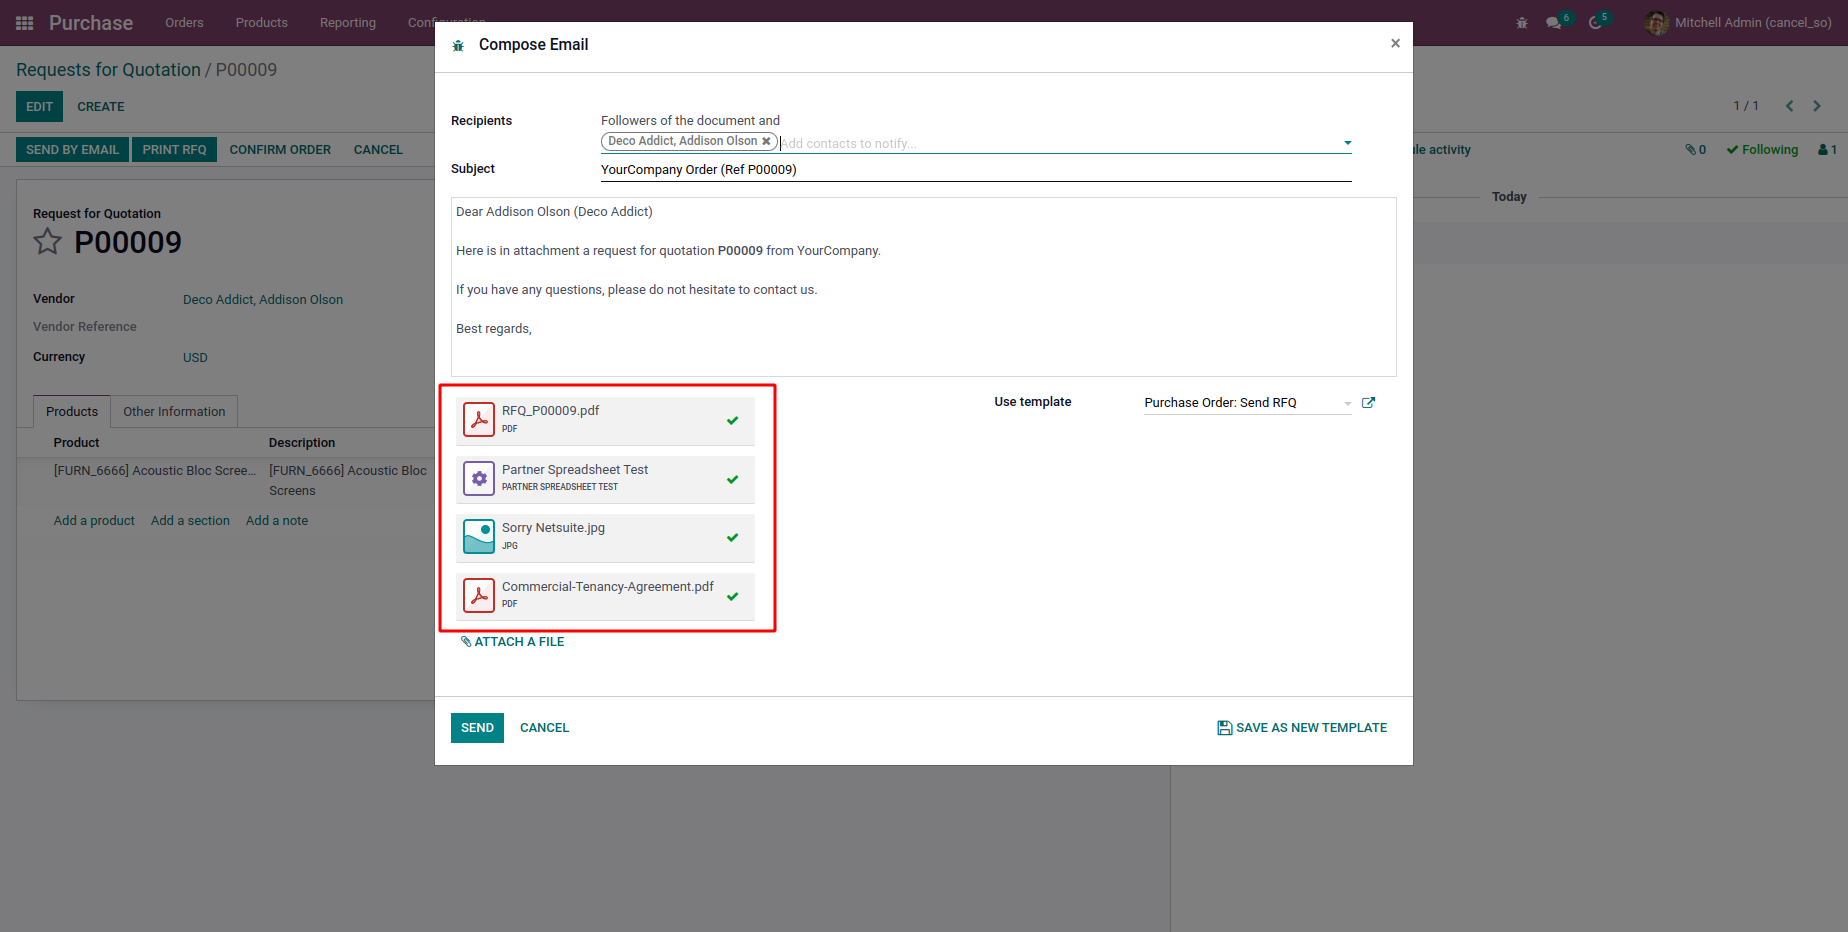 Purchase Orders Products Reporting 6 5 Mitchell Admin (cancel_so)
Requests for Quotation / P00009
EDIT CREATE
1 / 1
SEND BY EMAIL PRINT RFQ CONFIRM ORDER CANCEL
ule activity 0 Following 1
Today
Request for Quotation
P00009
Vendor Deco Addict, Addison Olson
Vendor Reference
Currency USD
Products Other Information
Product Description
[FURN_6666] Acoustic Bloc Scree... [FURN_6666] Acoustic Bloc
Screens
Add a product Add a section Add a note
Compose Email ×
Recipients Followers of the document and
Deco Addict, Addison Olson Add contacts to notify...
Subject YourCompany Order (Ref P00009)
Dear Addison Olson (Deco Addict)
Here is in attachment a request for quotation P00009 from YourCompany.
If you have any questions, please do not hesitate to contact us.
Best regards,
RFQ_P00009.pdf
PDF
Partner Spreadsheet Test
PARTNER SPREADSHEET TEST
Sorry Netsuite.jpg
JPG
Commercial-Tenancy-Agreement.pdf
PDF
ATTACH A FILE
Use template Purchase Order: Send RFQ
SEND CANCEL SAVE AS NEW TEMPLATE